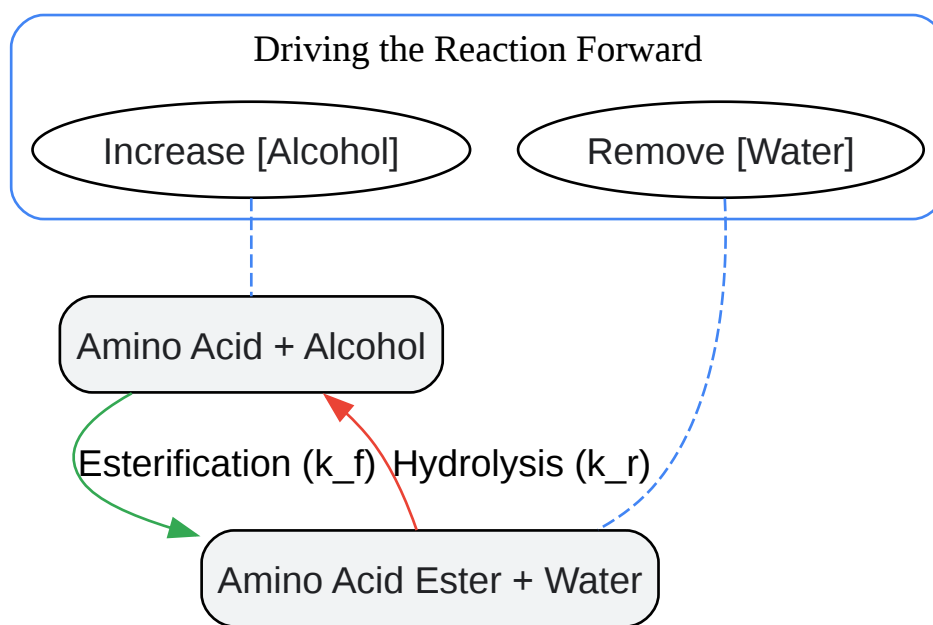 Driving the Reaction Forward
Increase [Alcohol]
Remove [Water]
Amino Acid + Alcohol
Esterification (k_f)
Hydrolysis (k_r)
Amino Acid Ester + Water